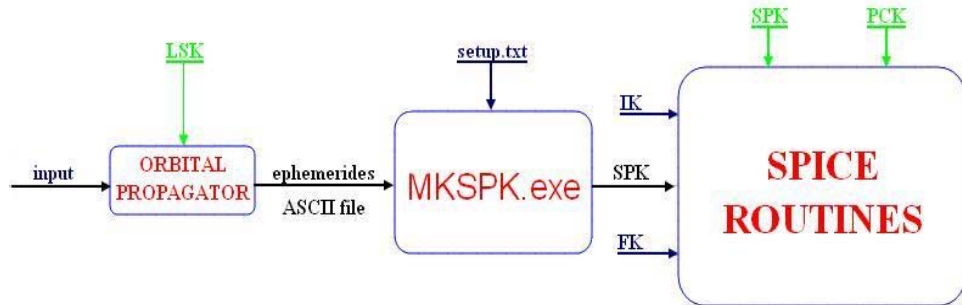 SPK
PCK
LSK
setup.txt
IK
input
ORBITAL
PROPAGATOR
ephemerides
ASCII file
MKSPK.exe
SPK
SPICE
ROUTINES
FK